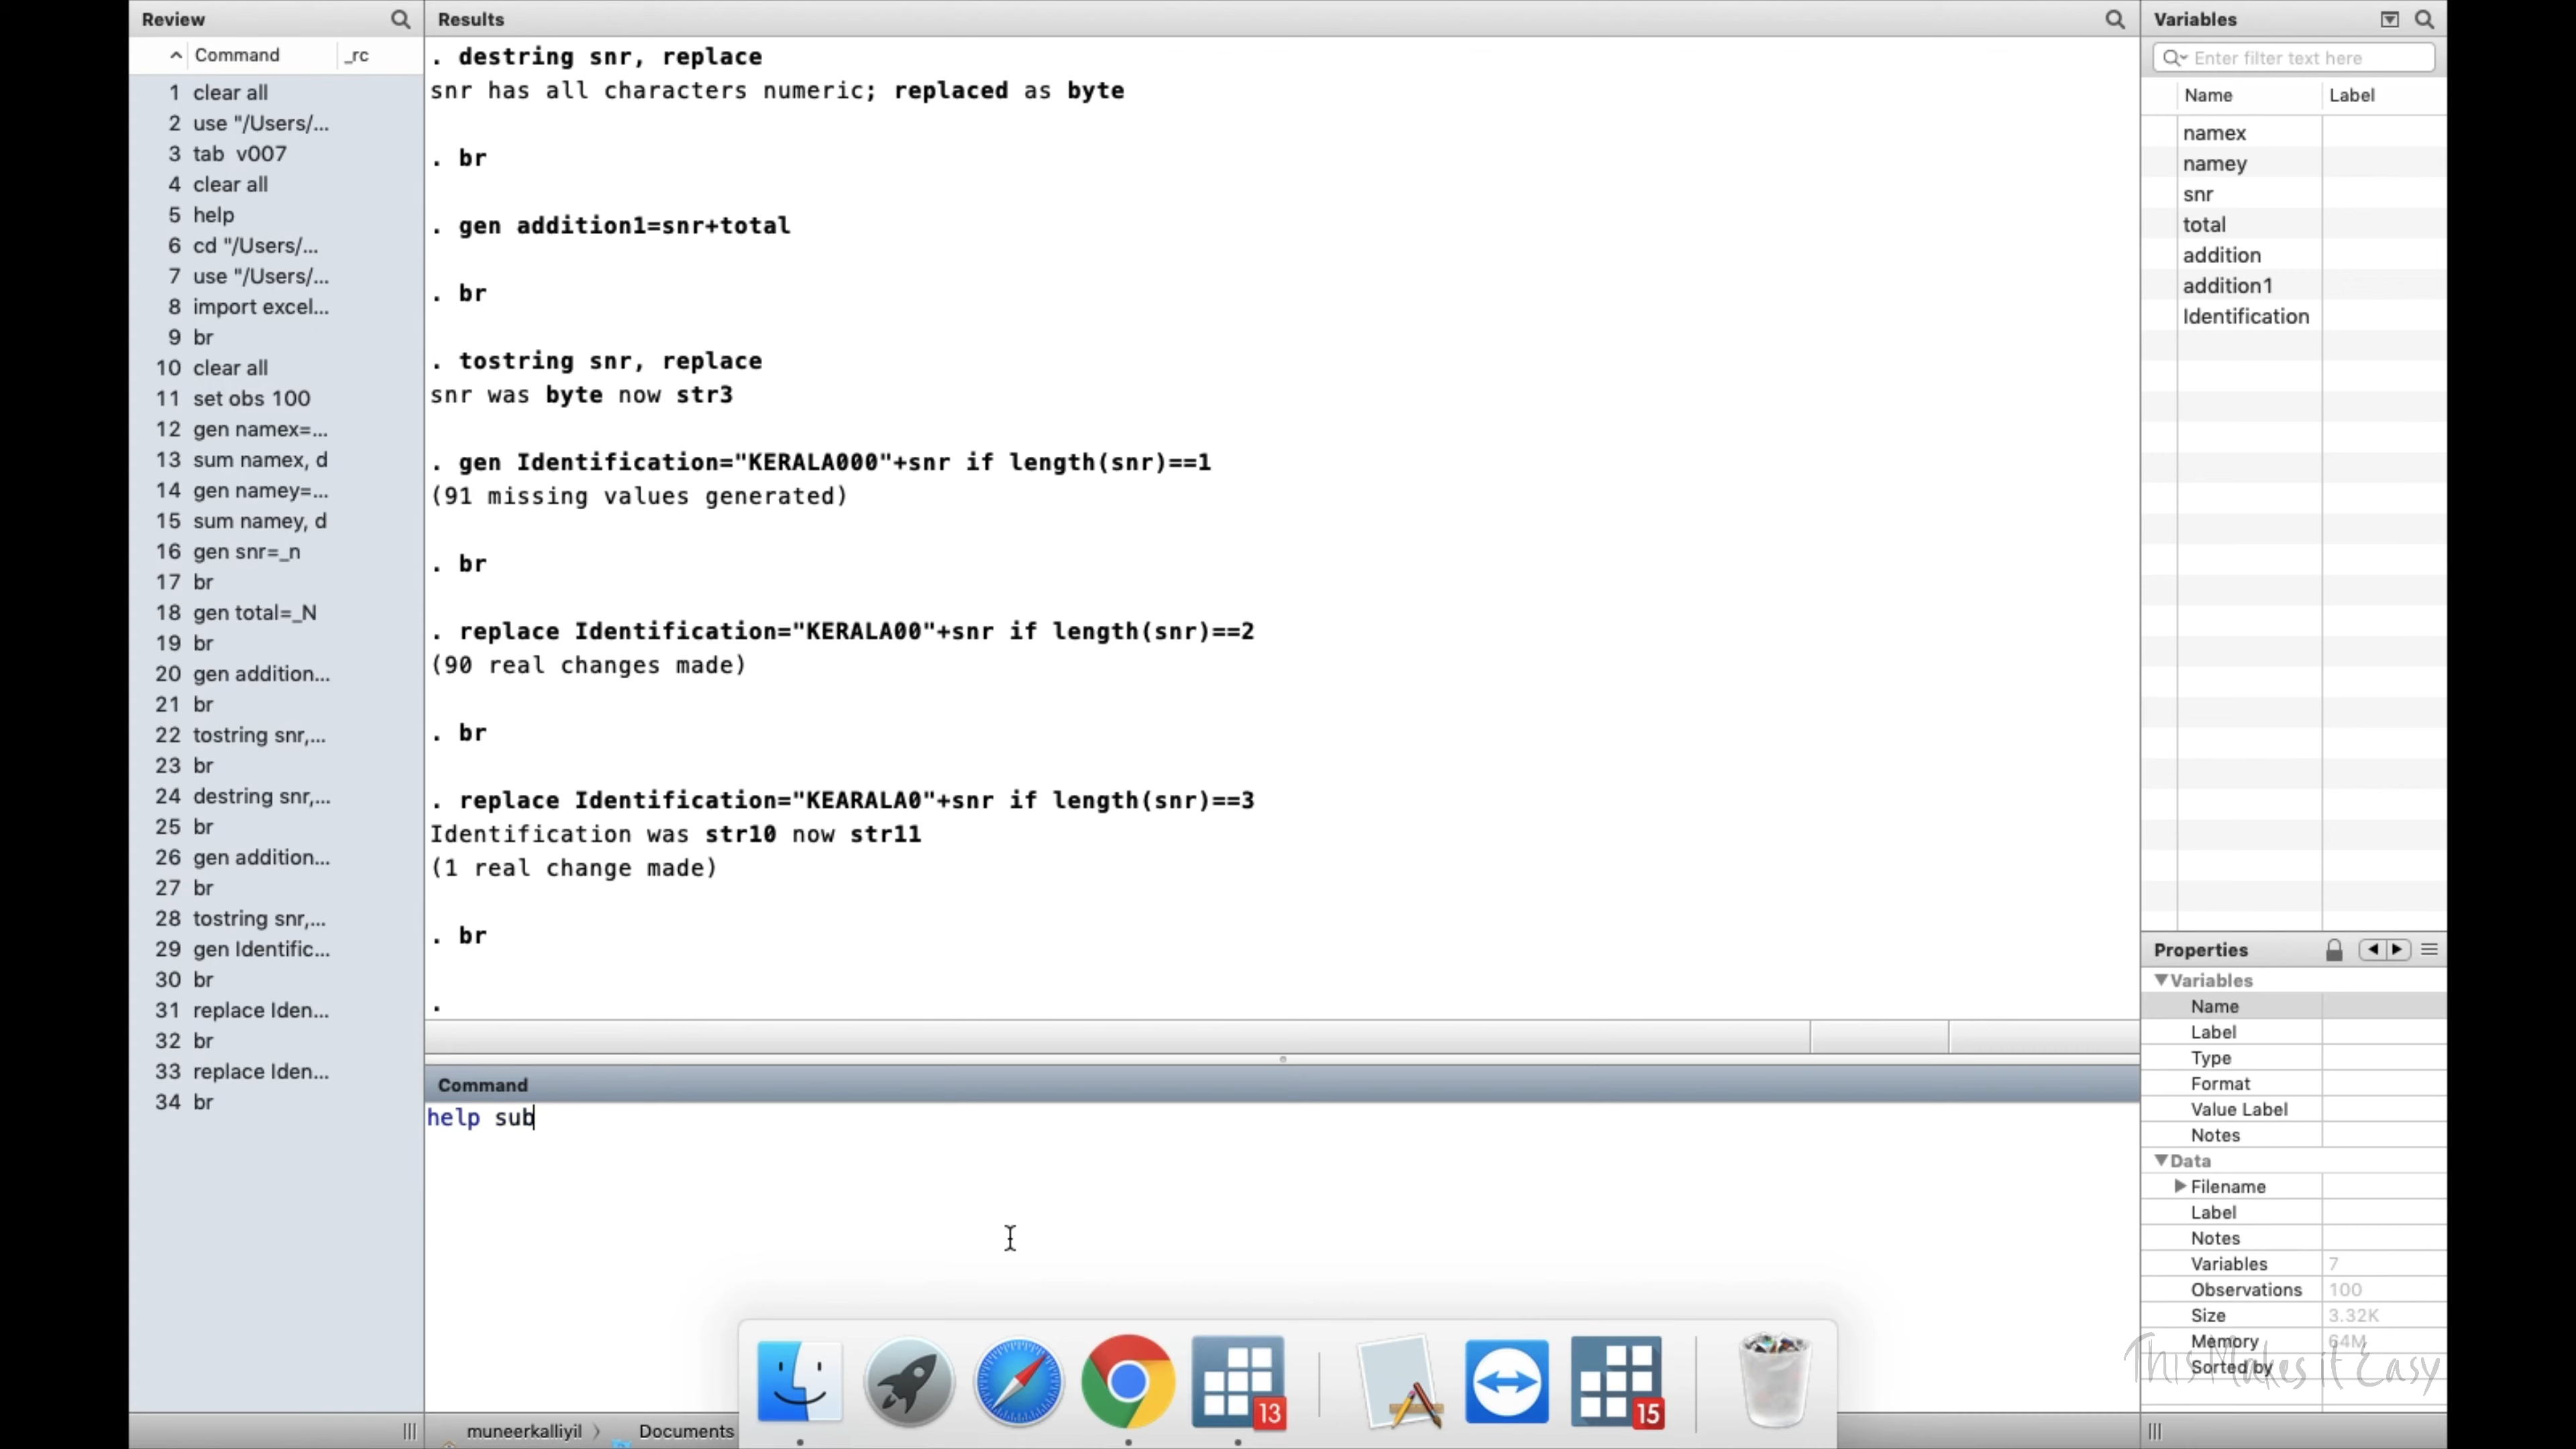 Review
Results
Variables
Command
_rc
Enter filter text here
Name
Label
1 clear all
2 use "/Users/...
3 tab v007
4 clear all
5 help
6 cd "/Users/...
7 use "/Users/...
8 import excel...
9 br
10 clear all
11 set obs 100
12 gen namex=...
13 sum namex, d
14 gen namey=...
15 sum namey, d
16 gen snr=_n
17 br
18 gen total=_N
19 br
20 gen addition...
21 br
22 tostring snr,...
23 br
24 destring snr,...
25 br
26 gen addition...
27 br
28 tostring snr,...
29 gen Identific...
30 br
31 replace Iden...
32 br
33 replace Iden...
34 br
. destring snr, replace
snr has all characters numeric; replaced as byte
. br
. gen addition1=snr+total
. br
. tostring snr, replace
snr was byte now str3
. gen Identification="KERALA000"+snr if length(snr)==1
(91 missing values generated)
. br
. replace Identification="KERALA00"+snr if length(snr)==2
(90 real changes made)
. br
. replace Identification="KEARALA0"+snr if length(snr)==3
Identification was str10 now str11
(1 real change made)
. br
.
Command
help sub
namex
namey
snr
total
addition
addition1
Identification
Properties
Variables
Name
Label
Type
Format
Value Label
Notes
Data
Filename
Label
Notes
Variables 7
Observations 100
Size 3.32K
Memory 64M
Sorted by
This Makes it Easy
13
15
muneerkalliyil
Documents